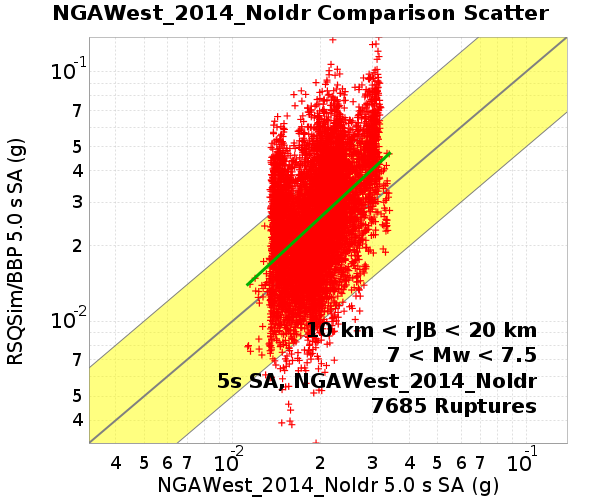 NGAWest_2014_NoIdr Comparison Scatter
RSQSim/BBP 5.0 s SA (g)
10-1
7
5
4
3
2
10-2
7
5
4
10 km < rJB < 20 km
7 < Mw < 7.5
5s SA, NGAWest_2014_NoIdr
7685 Ruptures
4 5 6 7 10-2 2 3 4 5 6 7 10-1
NGAWest_2014_NoIdr 5.0 s SA (g)